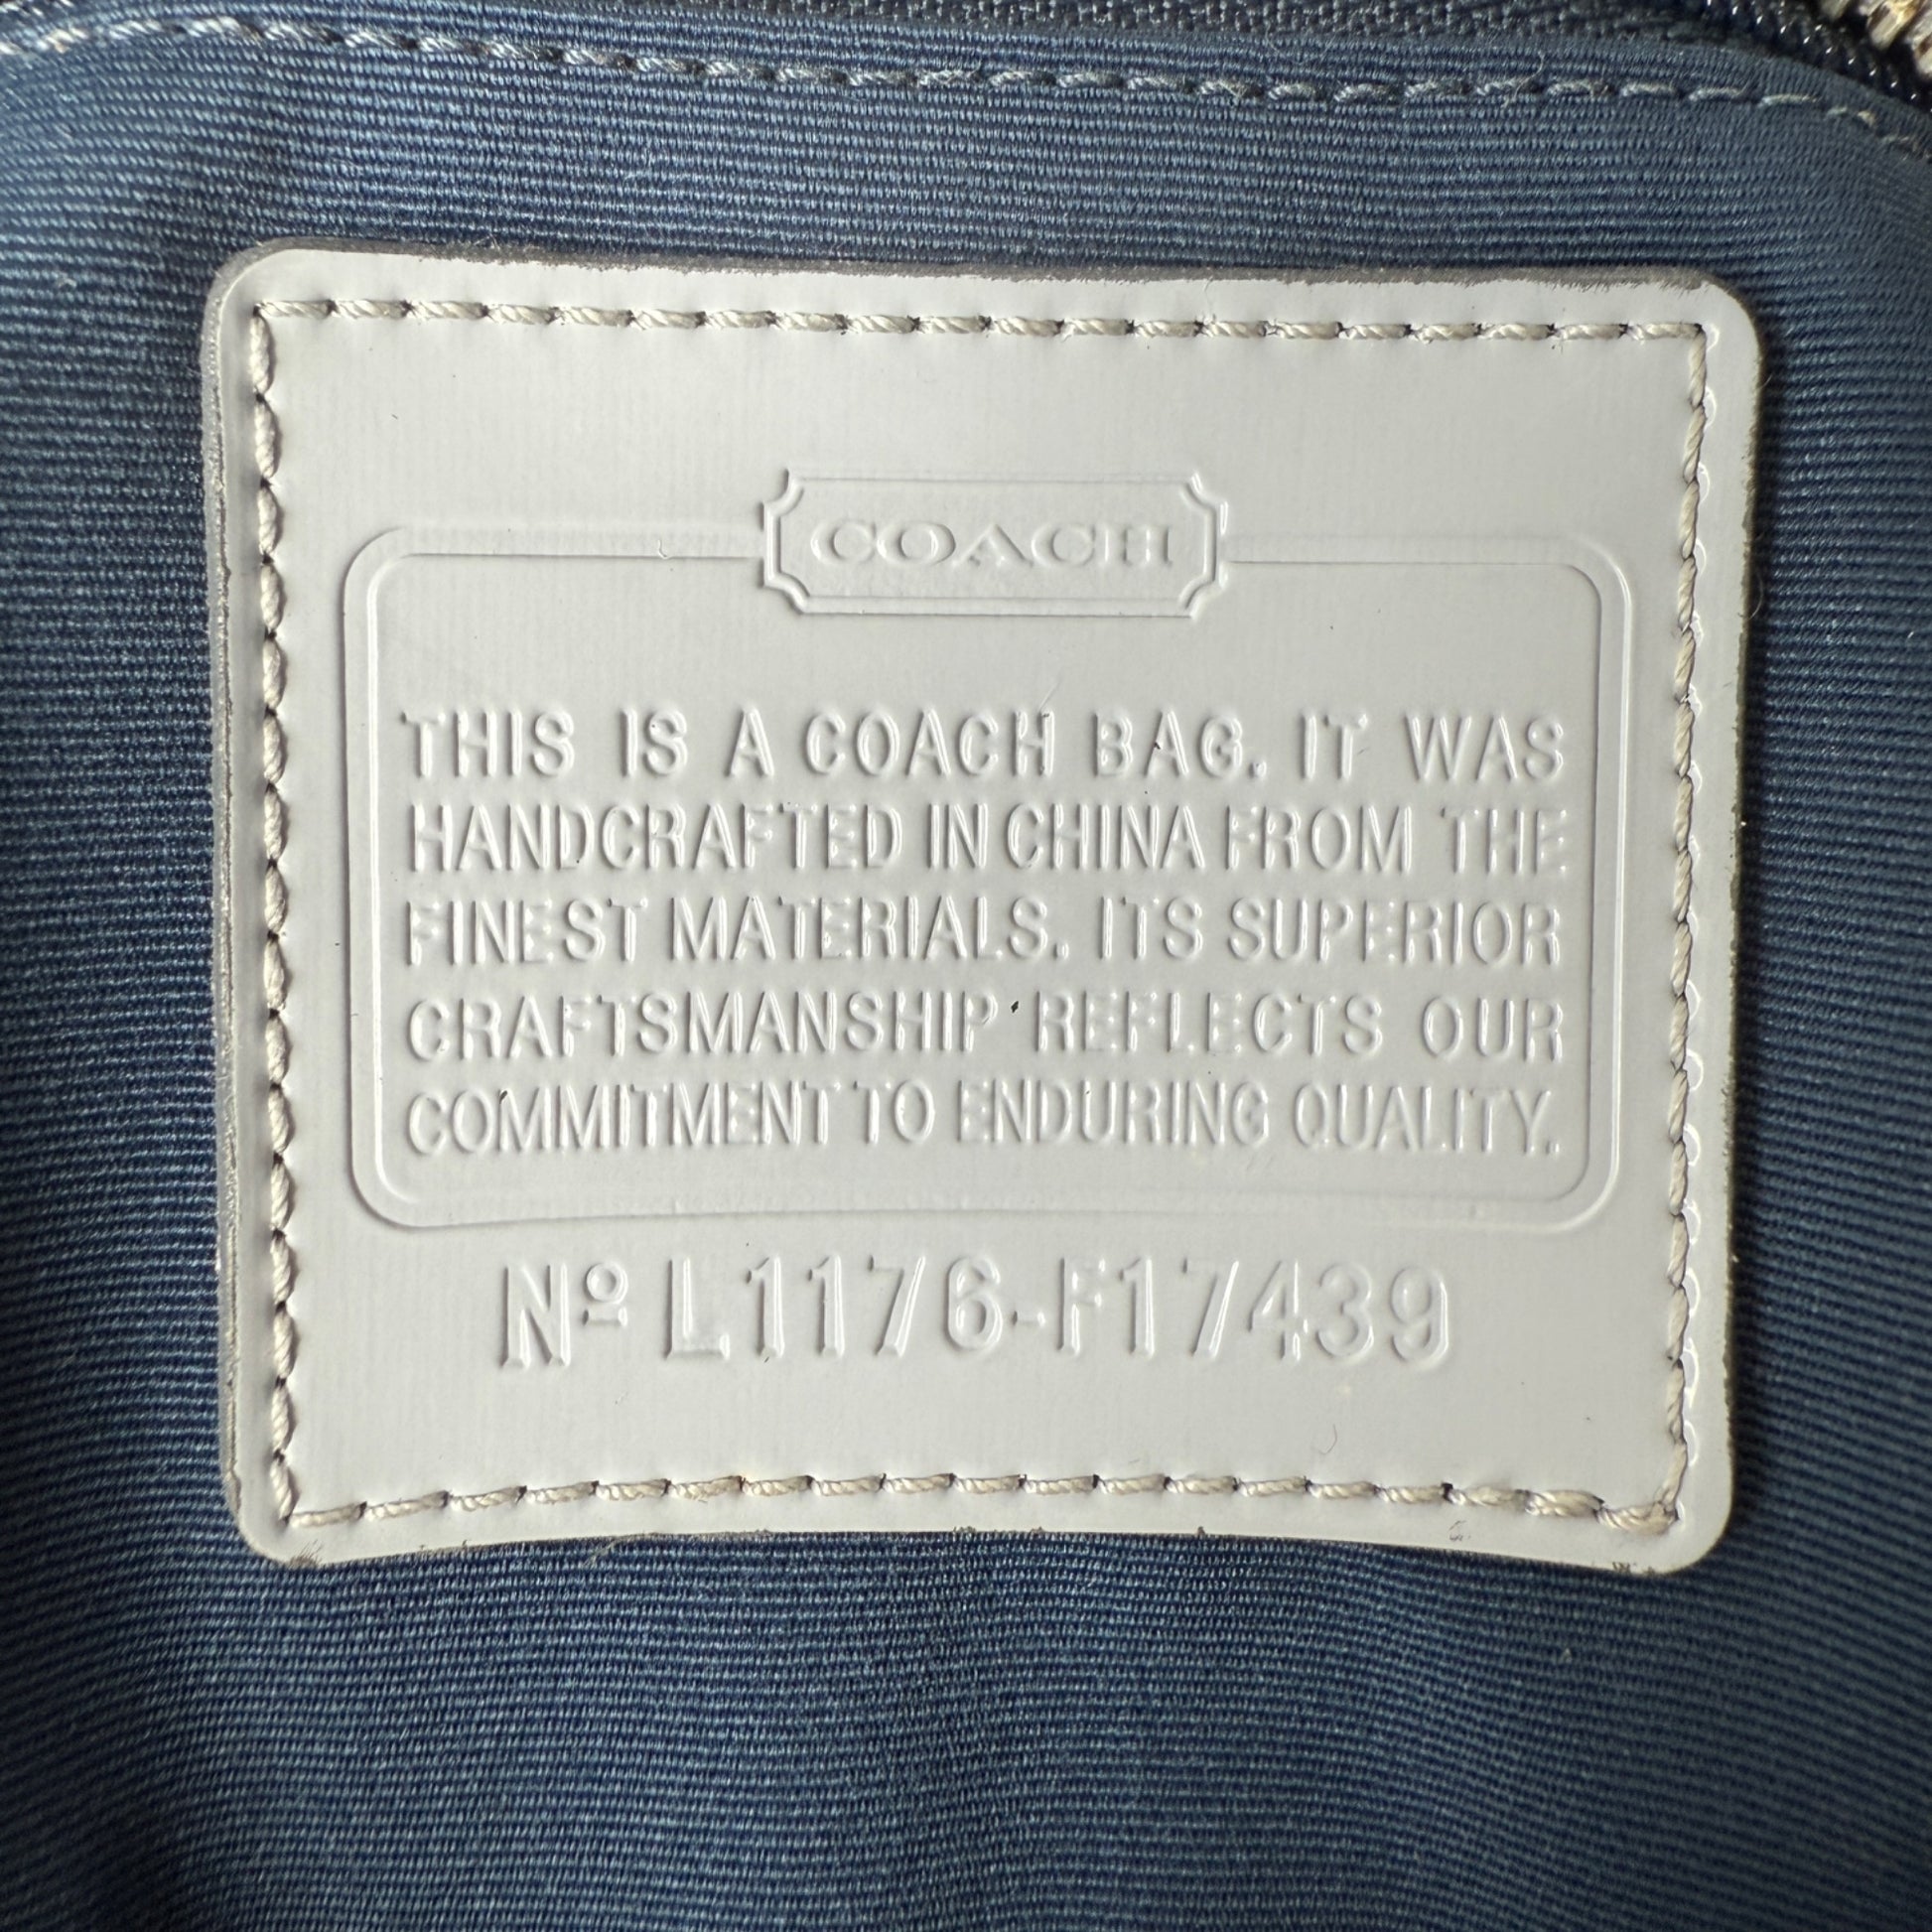 COACH
THIS IS A COACH BAG. IT WAS
HANDCRAFTED IN CHINA FROM THE
FINEST MATERIALS. ITS SUPERIOR
CRAFTSMANSHIP REFLECTS OUR
COMMITMENT TO ENDURING QUALITY.
Nº L1176-F17439